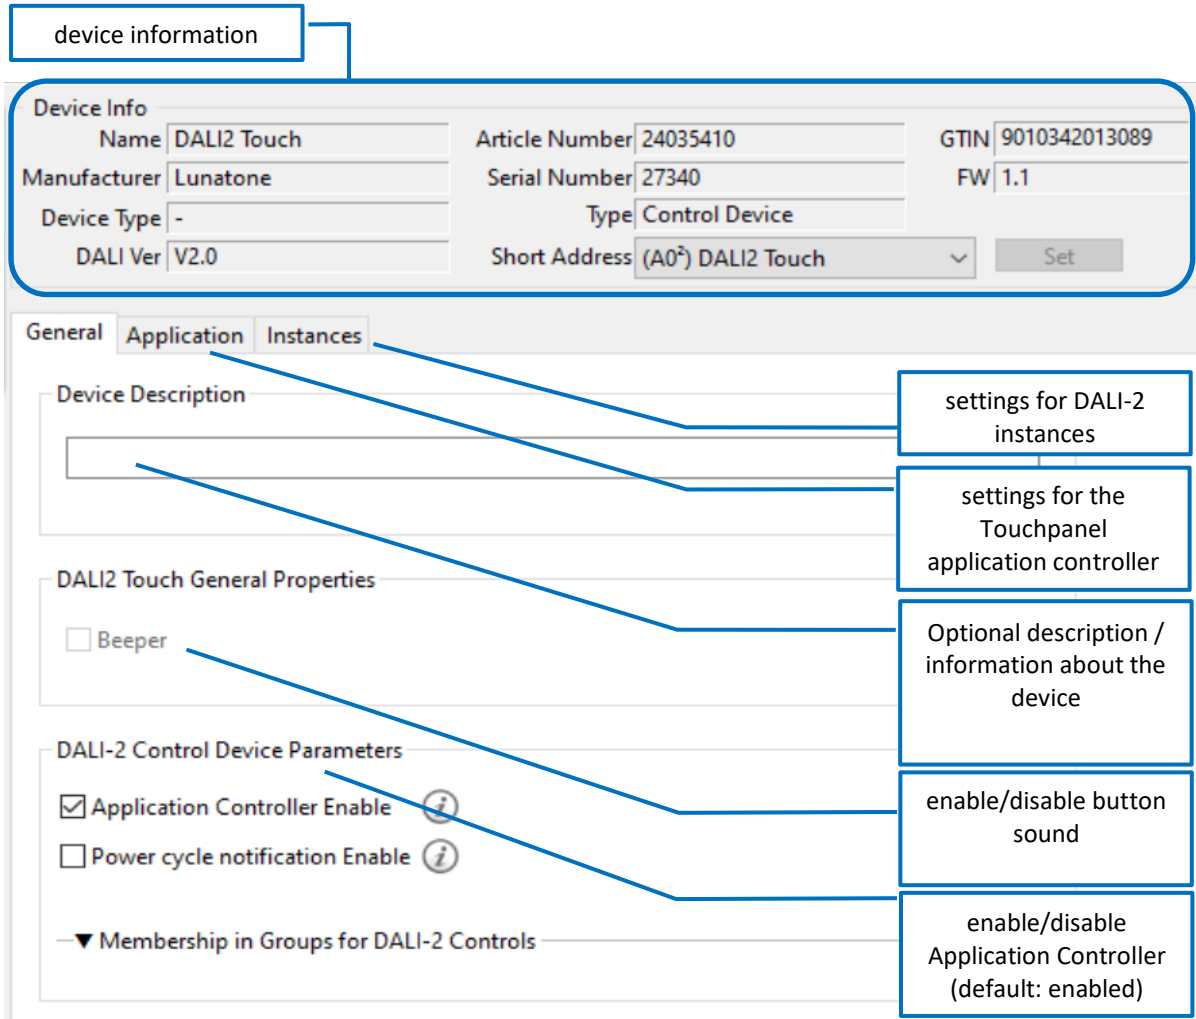 device information
Device Info
Name DALI2 Touch Article Number 24035410 GTIN 9010342013089
Manufacturer Lunatone Serial Number 27340 FW 1.1
Device Type - Type Control Device
DALI Ver V2.0 Short Address (A0²) DALI2 Touch Set
General Application Instances
Device Description
settings for DALI-2
instances
settings for the
Touchpanel
application controller
DALI2 Touch General Properties
Beeper
Optional description /
information about the
device
DALI-2 Control Device Parameters
Application Controller Enable
Power cycle notification Enable
enable/disable button
sound
Membership in Groups for DALI-2 Controls
enable/disable
Application Controller
(default: enabled)